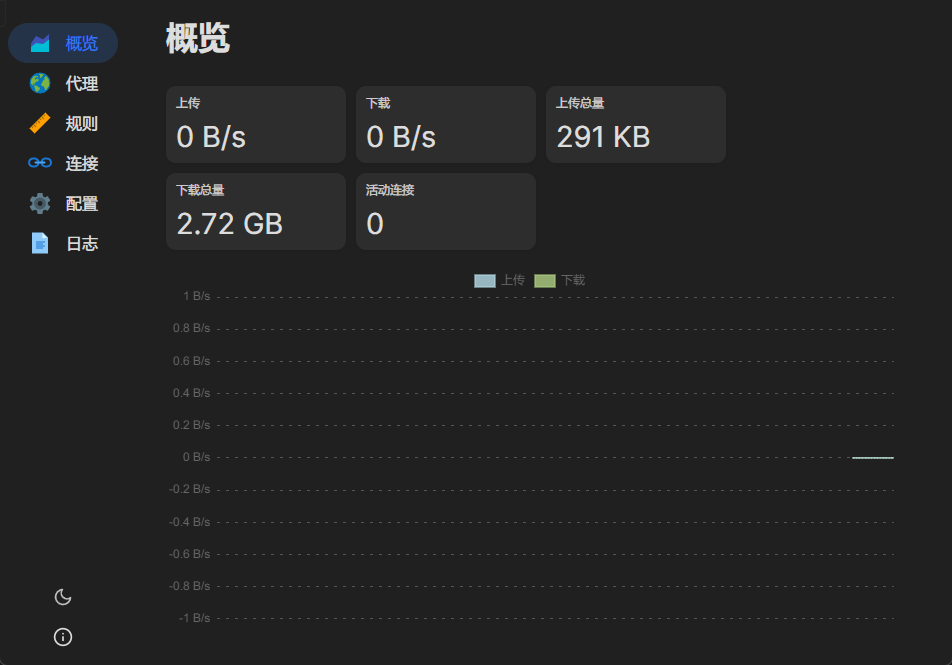 概览
代理
规则
连接
配置
日志
概览
上传
0 B/s
下载
0 B/s
上传总量
291 KB
下载总量
2.72 GB
活动连接
0
上传 下载
1 B/s
0.8 B/s
0.6 B/s
0.4 B/s
0.2 B/s
0 B/s
-0.2 B/s
-0.4 B/s
-0.6 B/s
-0.8 B/s
-1 B/s